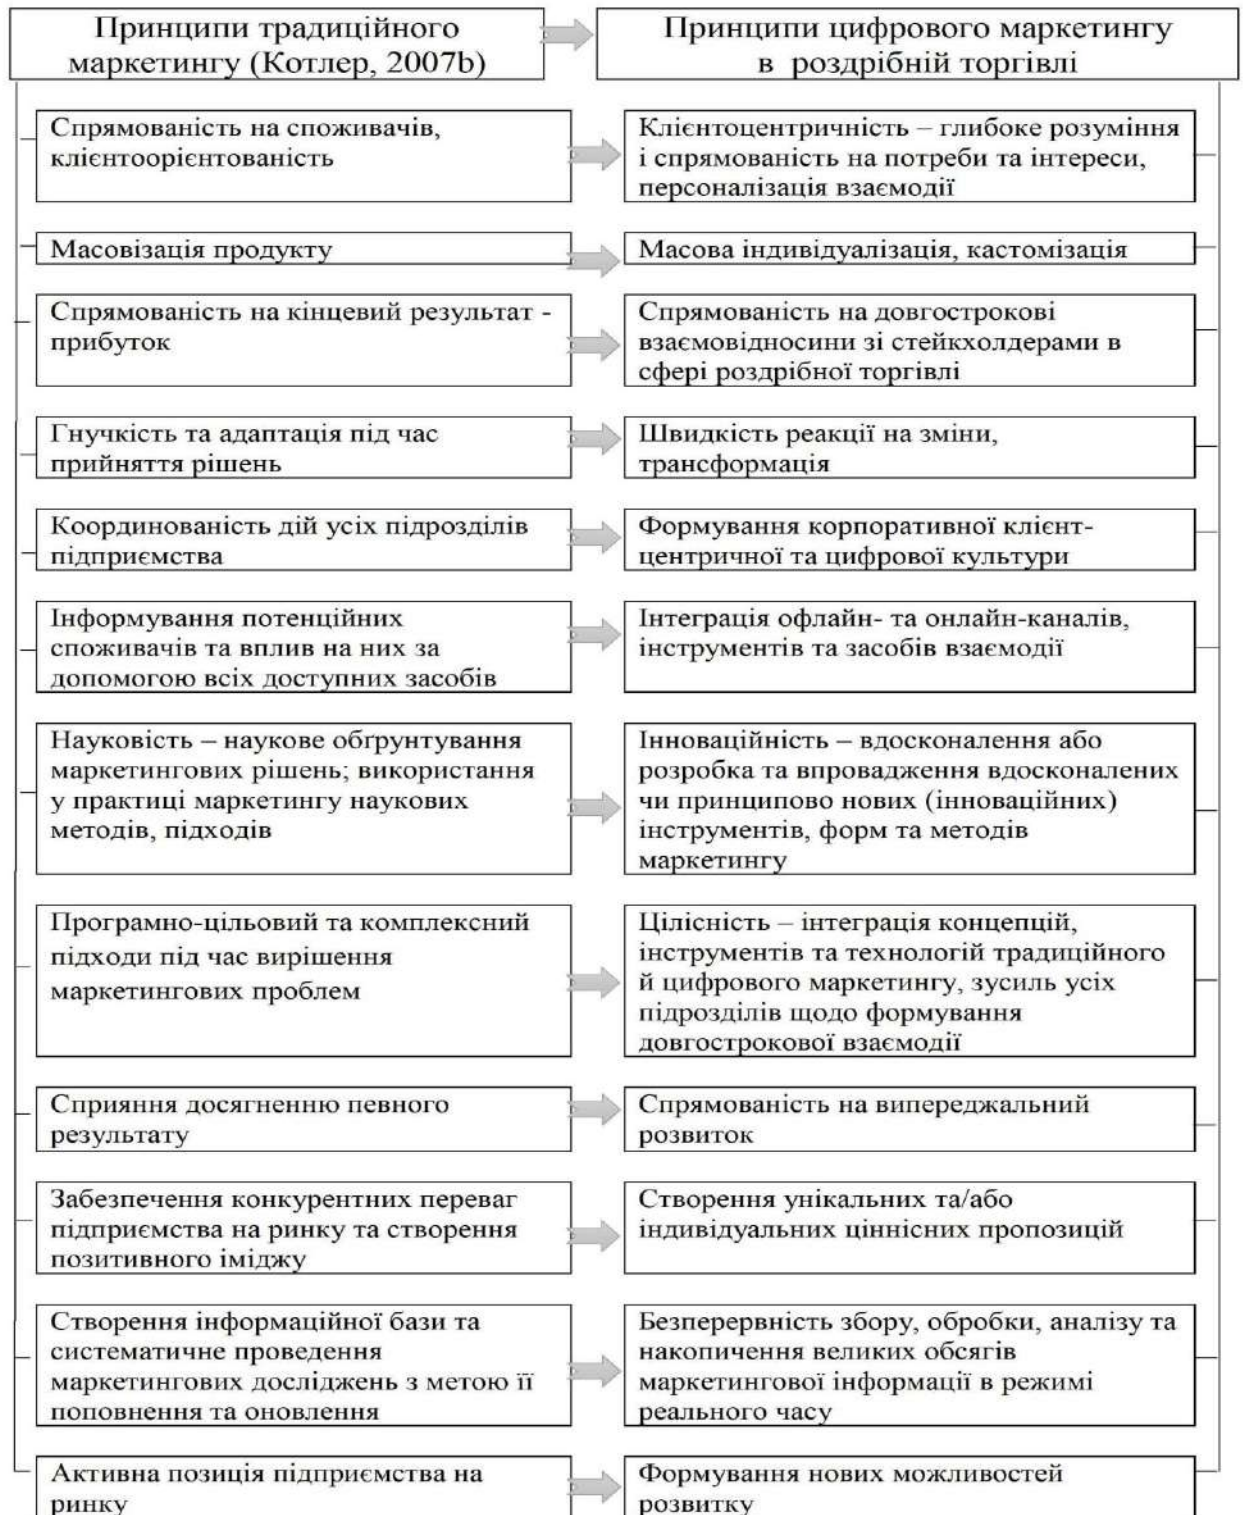 Принципи традиційного
маркетингу (Котлер, 2007b)
Принципи цифрового маркетингу
в роздрібній торгівлі
Спрямованість на споживачів,
клієнтоорієнтованість
Клієнтоцентричність – глибоке розуміння
і спрямованість на потреби та інтереси,
персоналізація взаємодії
Масовізація продукту
Масова індивідуалізація, кастомізація
Спрямованість на кінцевий результат -
прибуток
Спрямованість на довгострокові
взаємовідносини зі стейкхолдерами в
сфері роздрібної торгівлі
Гнучкість та адаптація під час
прийняття рішень
Швидкість реакції на зміни,
трансформація
Координованість дій усіх підрозділів
підприємства
Формування корпоративної клієнт-
центричної та цифрової культури
Інформування потенційних
споживачів та вплив на них за
допомогою всіх доступних засобів
Інтеграція офлайн- та онлайн-каналів,
інструментів та засобів взаємодії
Науковість – наукове обґрунтування
маркетингових рішень; використання
у практиці маркетингу наукових
методів, підходів
Інноваційність – вдосконалення або
розробка та впровадження вдосконалених
чи принципово нових (інноваційних)
інструментів, форм та методів
маркетингу
Програмно-цільовий та комплексний
підходи під час вирішення
маркетингових проблем
Цілісність – інтеграція концепцій,
інструментів та технологій традиційного
й цифрового маркетингу, зусиль усіх
підрозділів щодо формування
довгострокової взаємодії
Сприяння досягненню певного
результату
Спрямованість на випереджальний
розвиток
Забезпечення конкурентних переваг
підприємства на ринку та створення
позитивного іміджу
Створення унікальних та/або
індивідуальних ціннісних пропозицій
Створення інформаційної бази та
систематичне проведення
маркетингових досліджень з метою її
поповнення та оновлення
Безперервність збору, обробки, аналізу та
накопичення великих обсягів
маркетингової інформації в режимі
реального часу
Активна позиція підприємства на
ринку
Формування нових можливостей
розвитку